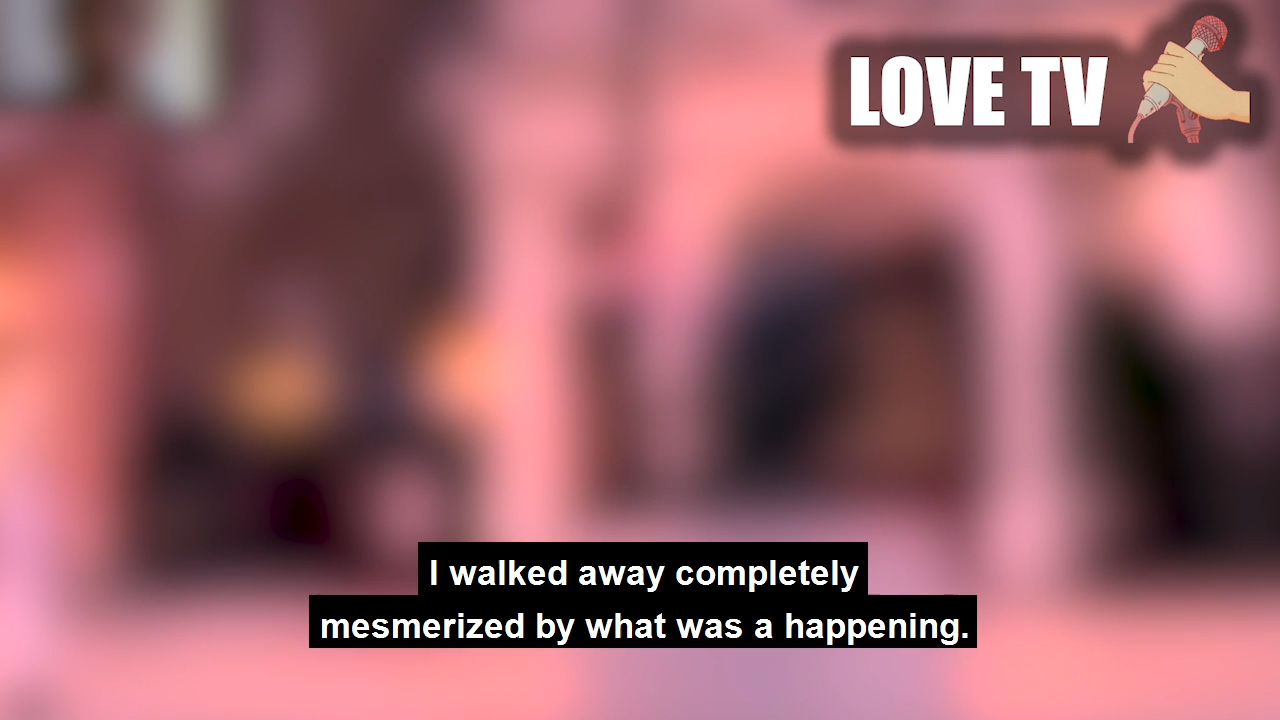 LOVE TV
I walked away completely
mesmerized by what was a happening.